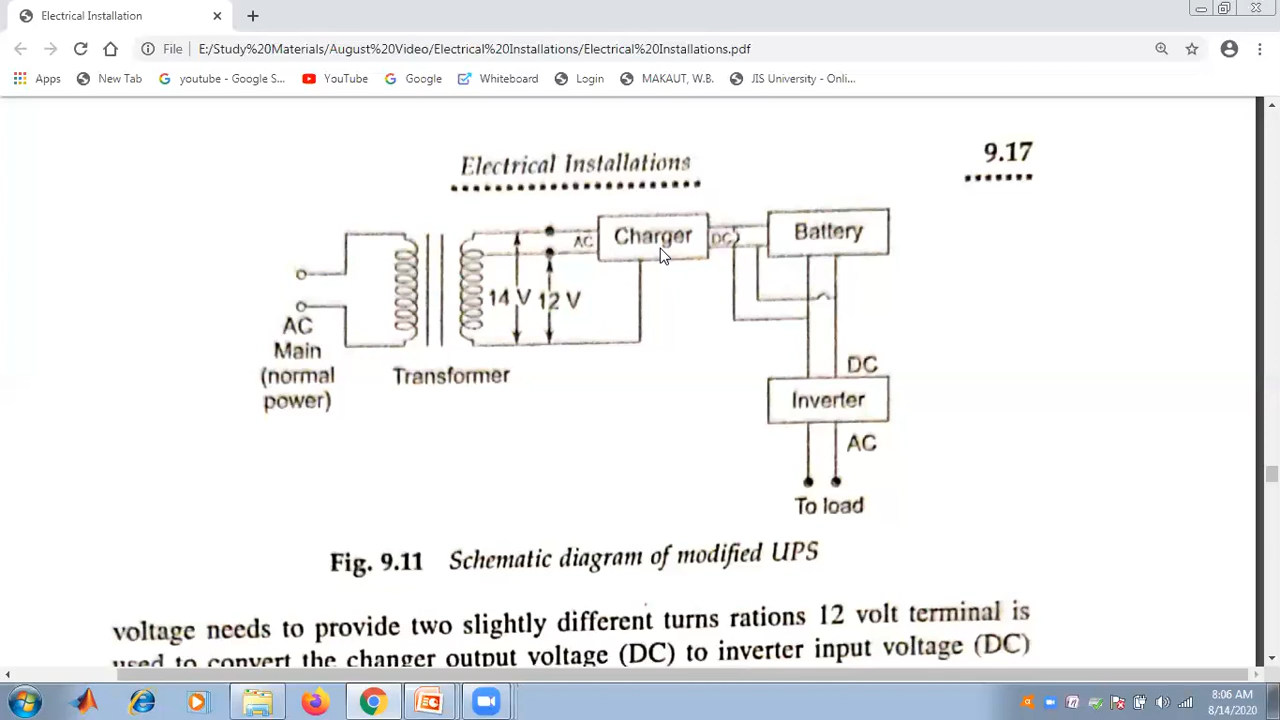 Electrical Installation
File | E:/Study%20Materials/August%20Video/Electrical%20Installations/Electrical%20Installations.pdf
Apps New Tab youtube - Google S... YouTube Google Whiteboard Login MAKAUT, W.B. JIS University - Onli...
Electrical Installations
9.17
AC
Charger
DC
Battery
14 V
12 V
AC
Main
(normal
power)
Transformer
DC
Inverter
AC
To load
Fig. 9.11 Schematic diagram of modified UPS
voltage needs to provide two slightly different turns rations 12 volt terminal is
used to convert the changer output voltage (DC) to inverter input voltage (DC)
8:06 AM
8/14/2020